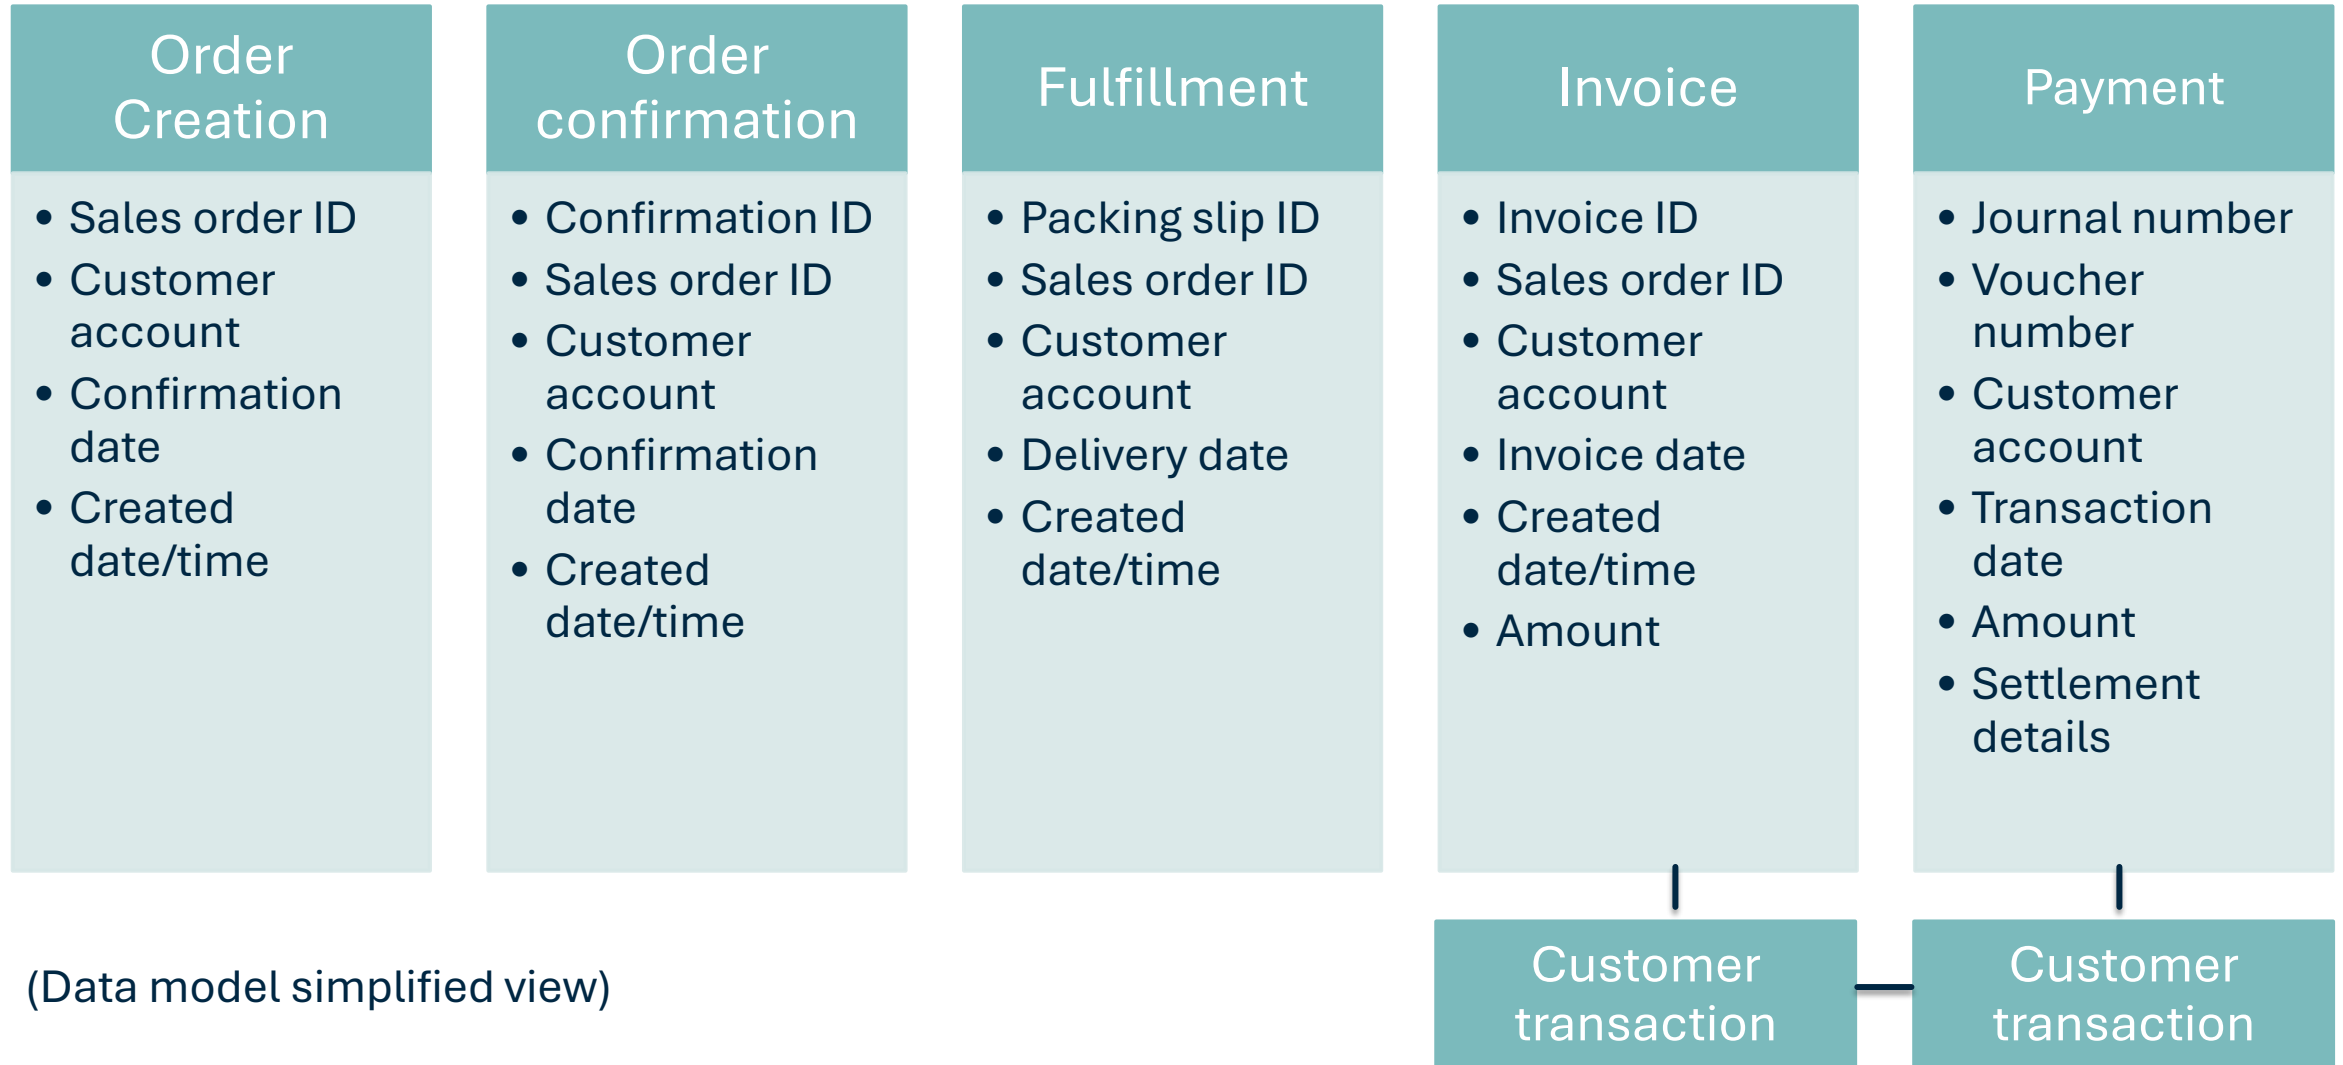 Order
Creation
• Sales order ID
• Customer
account
• Confirmation
date
• Created
date/time
Order
confirmation
• Confirmation ID
• Sales order ID
• Customer
account
• Confirmation
date
• Created
date/time
Fulfillment
• Packing slip ID
• Sales order ID
• Customer
account
• Delivery date
• Created
date/time
Invoice
• Invoice ID
• Sales order ID
• Customer
account
• Invoice date
• Created
date/time
• Amount
Payment
• Journal number
• Voucher
number
• Customer
account
• Transaction
date
• Amount
• Settlement
details
(Data model simplified view)
Customer
transaction
Customer
transaction